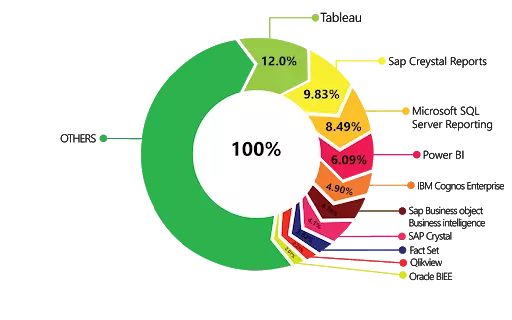 Tableau
12.0%
Sap Creystal Reports
9.83%
Microsoft SQL
Server Reporting
8.49%
OTHERS
100%
6.09%
Power BI
4.90%
IBM Cognos Enterprise
Sap Business object
Business intelligence
SAP Crystal
Fact Set
Qlikview
Oracle BIEE